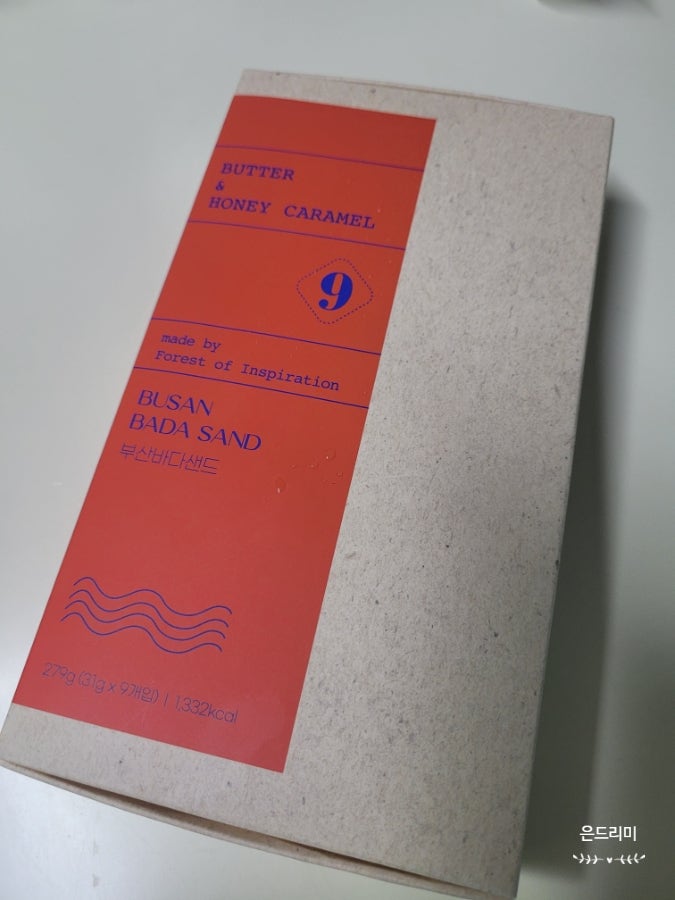 BUTTER
&
HONEY CARAMEL
9
made by
Forest of Inspiration
BUSAN
BADA SAND
부산바다샌드
279g (31g x 9개입) | 1,332kcal
은드리미